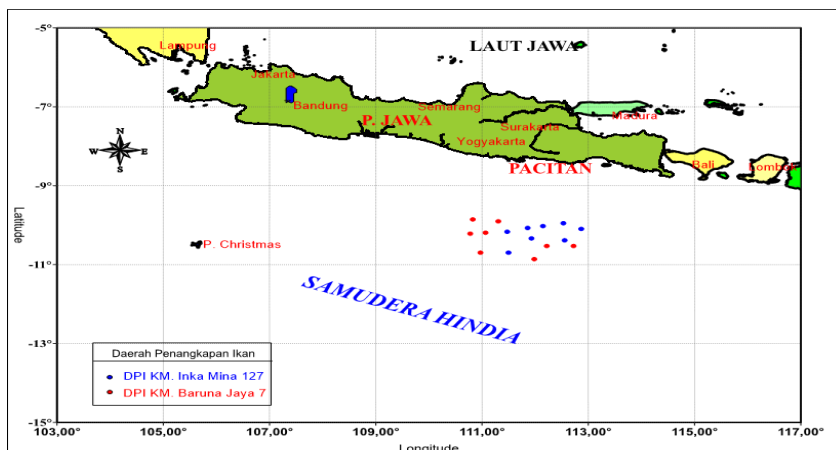 -5°
Lampung
LAUT JAWA
Jakarta
-7°
Bandung
Semarang
Madura
P. JAWA
Surakarta
Yogyakarta
PACITAN
Bali
Lombok
-9°
N
W
E
S
Latitude
P. Christmas
-11°
SAMUDERA HINDIA
-13°
Daerah Penangkapan Ikan
DPI KM. Inka Mina 127
DPI KM. Baruna Jaya 7
-15°
103,00°
105,00°
107,00°
109,00°
111,00°
113,00°
115,00°
117,00°
Longitude